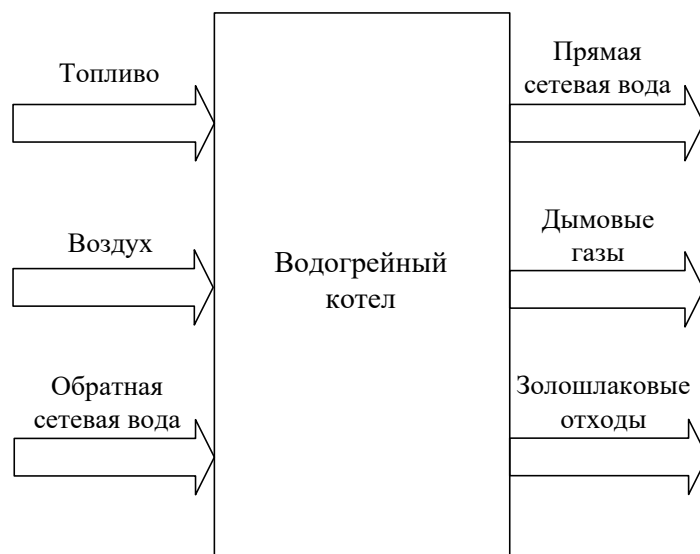 Топливо
Воздух
Обратная
сетевая вода
Водогрейный
котел
Прямая
сетевая вода
Дымовые
газы
Золошлаковые
отходы